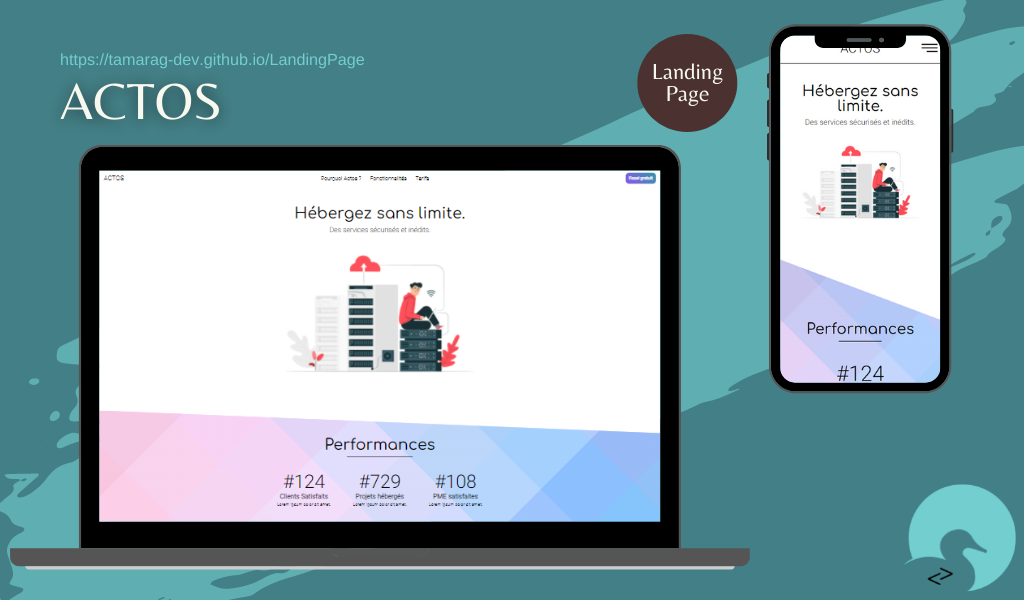 https://tamarag-dev.github.io/LandingPage
ACTOS
Landing
Page
ACTOS
Pourquoi Actos ? Fonctionnalités Tarifs
Essai gratuit
Hébergez sans limite.
Des services sécurisés et inédits.
Performances
#124 #729 #108
Clients Satisfaits Projets hébergés PME satisfaites
Lorem ipsum dolor sit amet. Lorem ipsum dolor sit amet. Lorem ipsum dolor sit amet.
ACTOS
Hébergez sans
limite.
Des services sécurisés et inédits.
Performances
#124